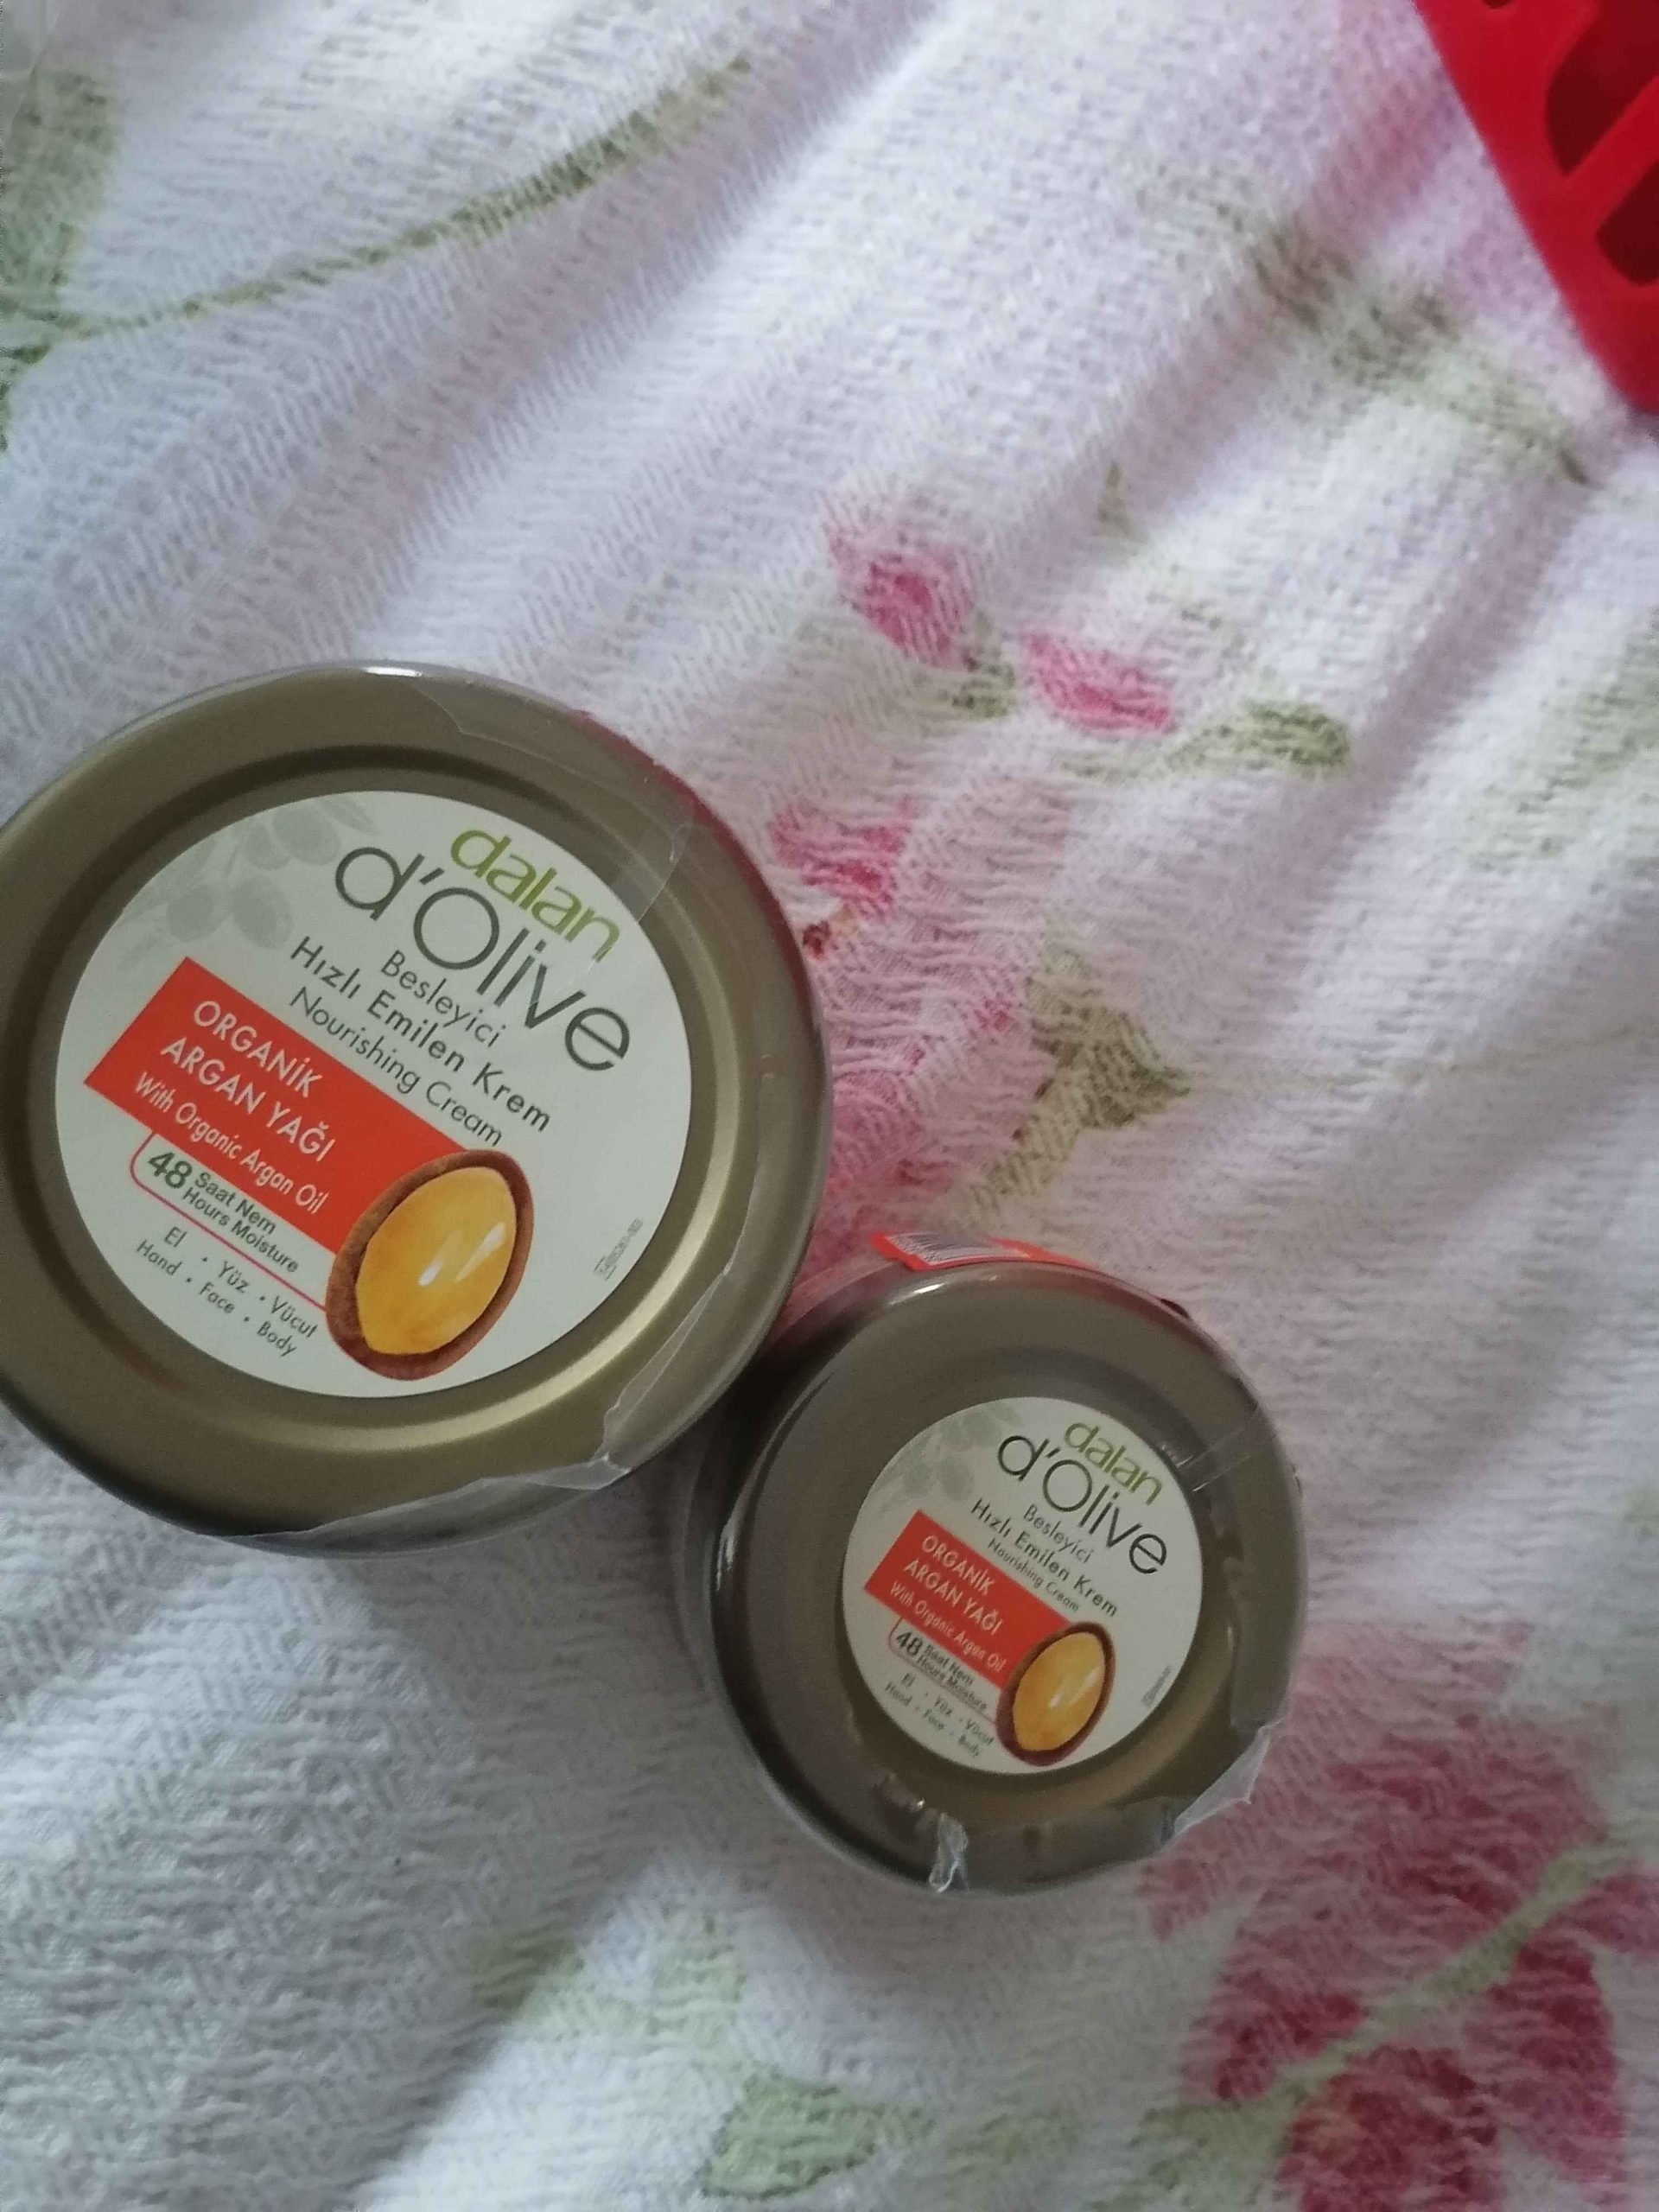 dalan
d'Olive
Besleyici
Hızlı Emilen Krem
Nourishing Cream
ORGANİK
ARGAN YAĞI
With Organic Argan Oil
48 Saat Nem
Hours Moisture
El · Yüz · Vücut
Hand · Face · Body
dalan
d'Olive
Besleyici
Hızlı Emilen Krem
Nourishing Cream
ORGANİK
ARGAN YAĞI
With Organic Argan Oil
48 Saat Nem
Hours Moisture
El · Yüz · Vücut
Hand · Face · Body